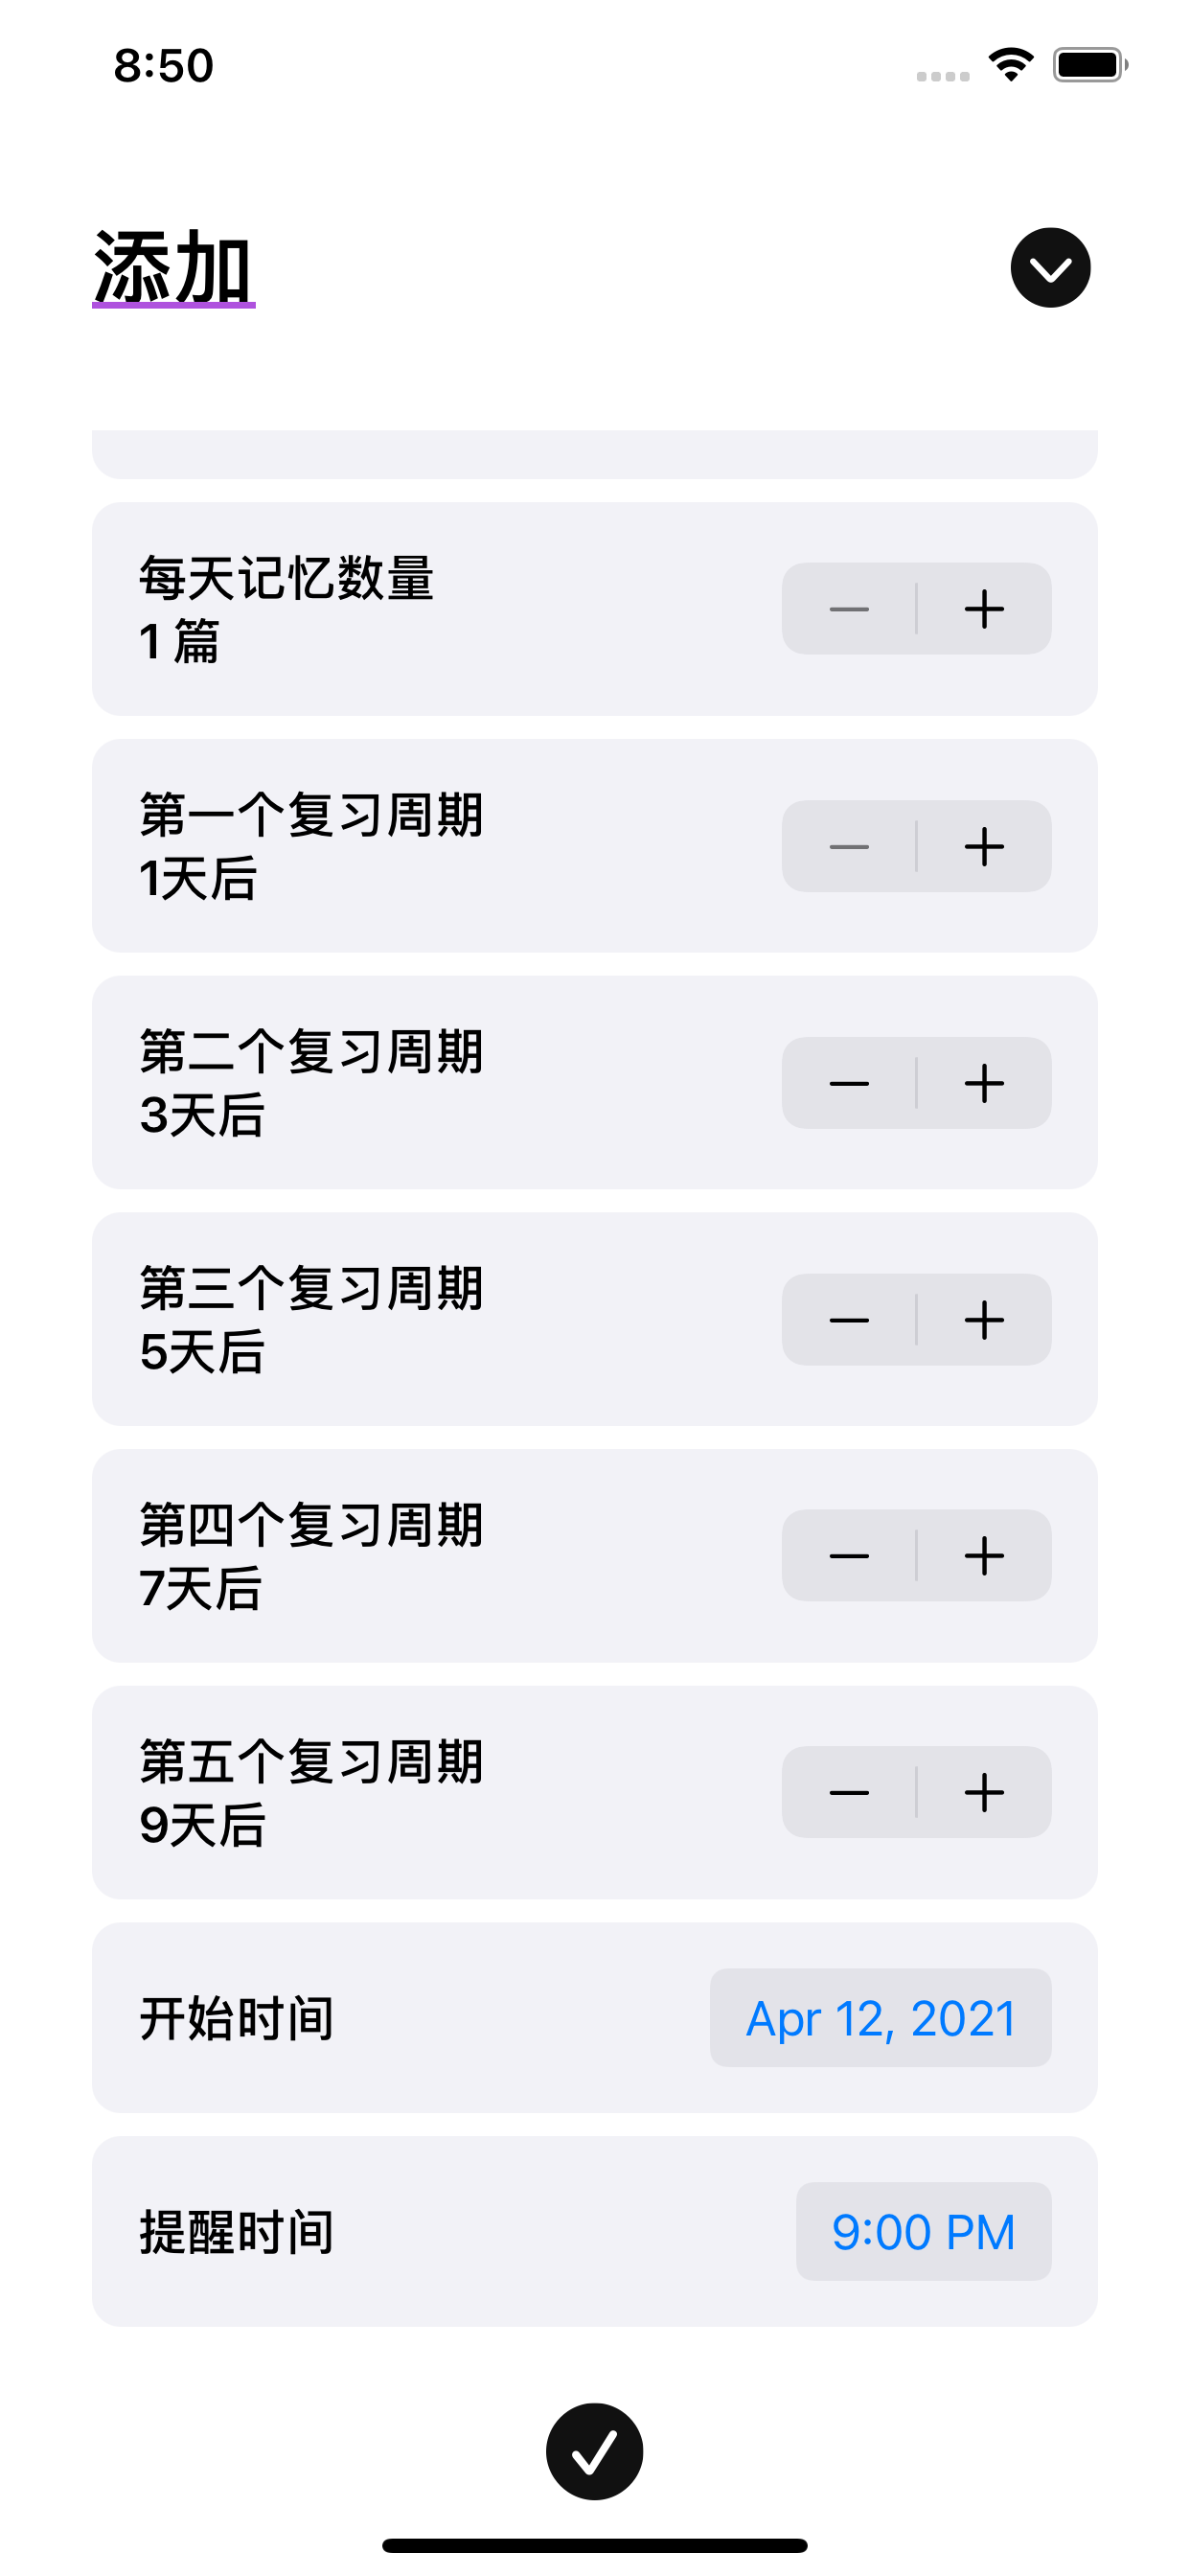 8:50
添加
每天记忆数量
1 篇
第一个复习周期
1天后
第二个复习周期
3天后
第三个复习周期
5天后
第四个复习周期
7天后
第五个复习周期
9天后
开始时间
Apr 12, 2021
提醒时间
9:00 PM